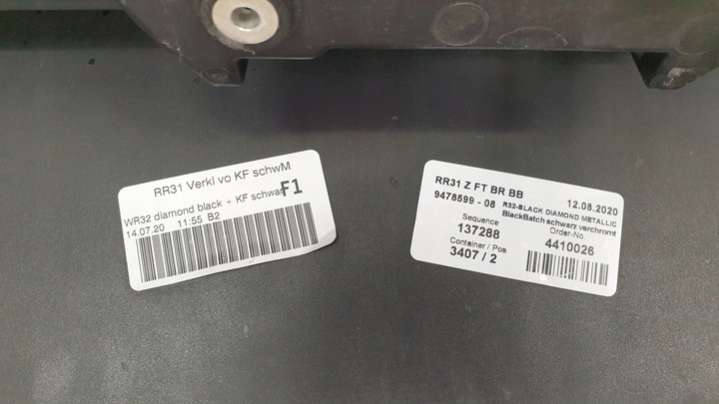 RR31 Verkl vo KF schwM
WR32 diamond black + KF schwa
F1
14.07.20 11:55 B2
RR31 Z FT BR BB
12.08.2020
9478599 - 08
R32-BLACK DIAMOND METALLIC
BlackBatch schwarz verchromt
Sequence
137288
Order-No
4410026
Container / Pos
3407 / 2